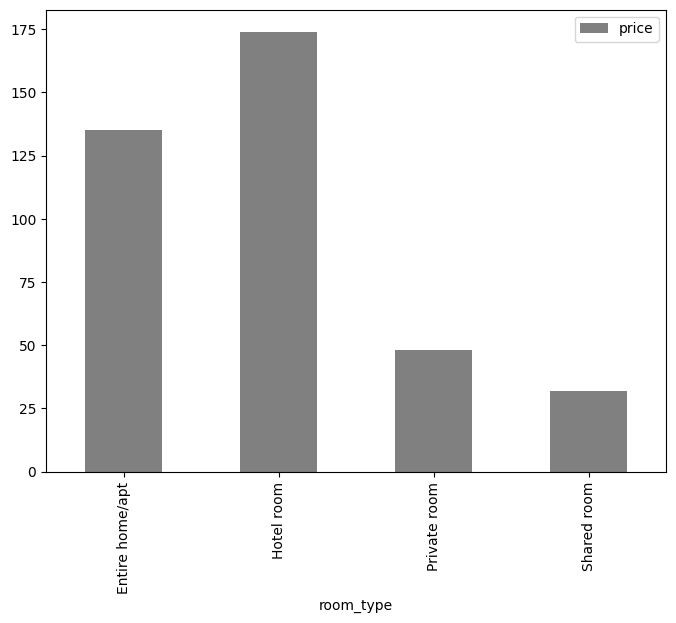 price
175
150
125
100
75
50
25
0
Entire home/apt
Hotel room
Private room
Shared room
room_type